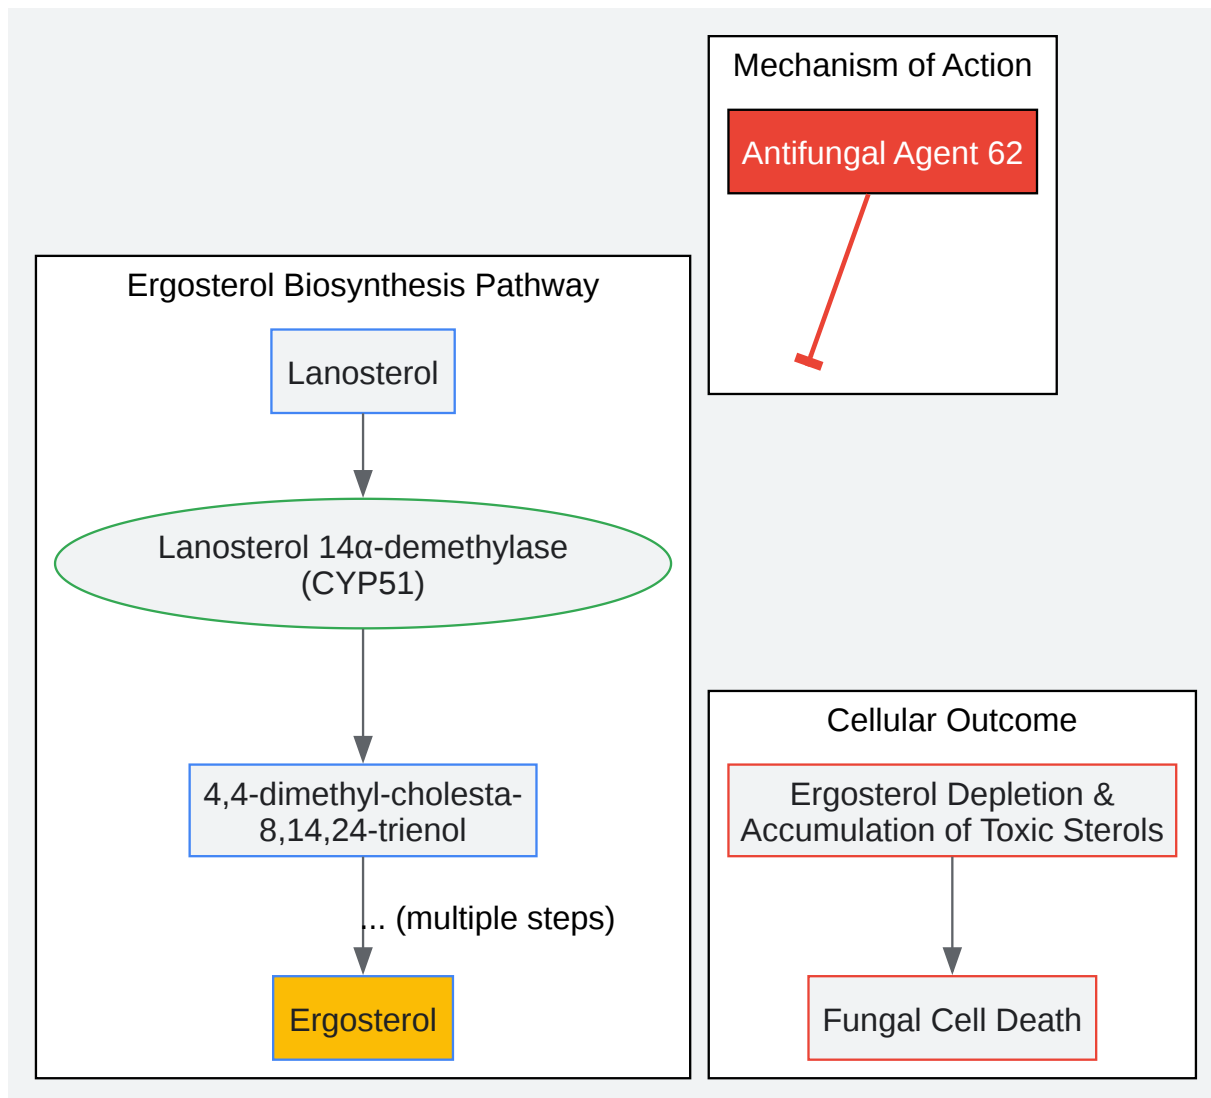 Mechanism of Action
Antifungal Agent 62
Ergosterol Biosynthesis Pathway
Lanosterol
Lanosterol 14α-demethylase
(CYP51)
4,4-dimethyl-cholesta-
8,14,24-trienol
... (multiple steps)
Ergosterol
Cellular Outcome
Ergosterol Depletion &
Accumulation of Toxic Sterols
Fungal Cell Death